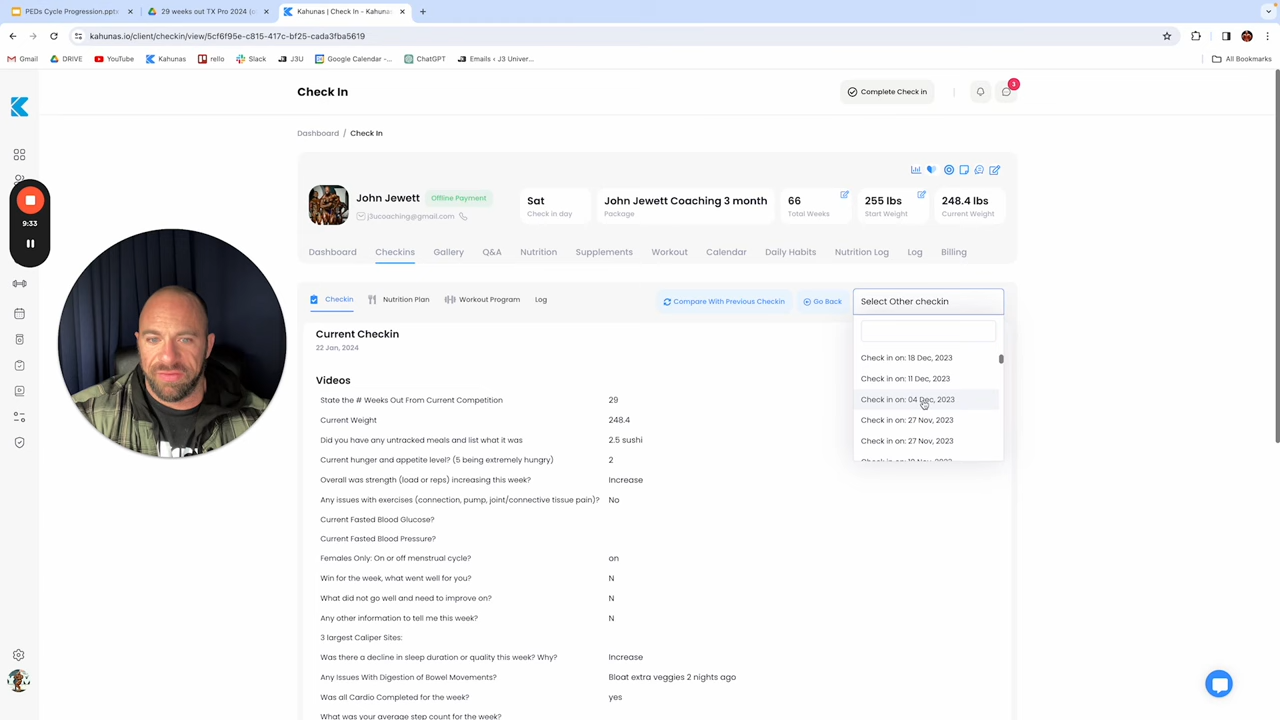 PEDs Cycle Progression.pptx
29 weeks out TX Pro 2024 (o
Kahunas | Check In - Kahuna
kahunas.io/client/checkin/view/5cf6f95e-c815-417c-bf25-cada3fba5619
Gmail
DRIVE
YouTube
Kahunas
rello
Slack
J3U
Google Calendar -...
ChatGPT
Emails ‹ J3 Univer...
All Bookmarks
Check In
Complete Check in
3
Dashboard / Check In
John Jewett
Offline Payment
j3ucoaching@gmail.com
Sat
Check in day
John Jewett Coaching 3 month
Package
66
Total Weeks
255 lbs
Start Weight
248.4 lbs
Current Weight
9:33
Dashboard
Checkins
Gallery
Q&A
Nutrition
Supplements
Workout
Calendar
Daily Habits
Nutrition Log
Log
Billing
Checkin
Nutrition Plan
Workout Program
Log
Compare With Previous Checkin
Go Back
Select Other checkin
Check in on: 18 Dec, 2023
Check in on: 11 Dec, 2023
Check in on: 04 Dec, 2023
Check in on: 27 Nov, 2023
Check in on: 27 Nov, 2023
Current Checkin
22 Jan, 2024
Videos
State the # Weeks Out From Current Competition 29
Current Weight 248.4
Did you have any untracked meals and list what it was 2.5 sushi
Current hunger and appetite level? (5 being extremely hungry) 2
Overall was strength (load or reps) increasing this week? Increase
Any issues with exercises (connection, pump, joint/connective tissue pain)? No
Current Fasted Blood Glucose?
Current Fasted Blood Pressure?
Females Only: On or off menstrual cycle? on
Win for the week, what went well for you? N
What did not go well and need to improve on? N
Any other information to tell me this week? N
3 largest Caliper Sites:
Was there a decline in sleep duration or quality this week? Why? Increase
Any Issues With Digestion of Bowel Movements? Bloat extra veggies 2 nights ago
Was all Cardio Completed for the week? yes
What was your average step count for the week?